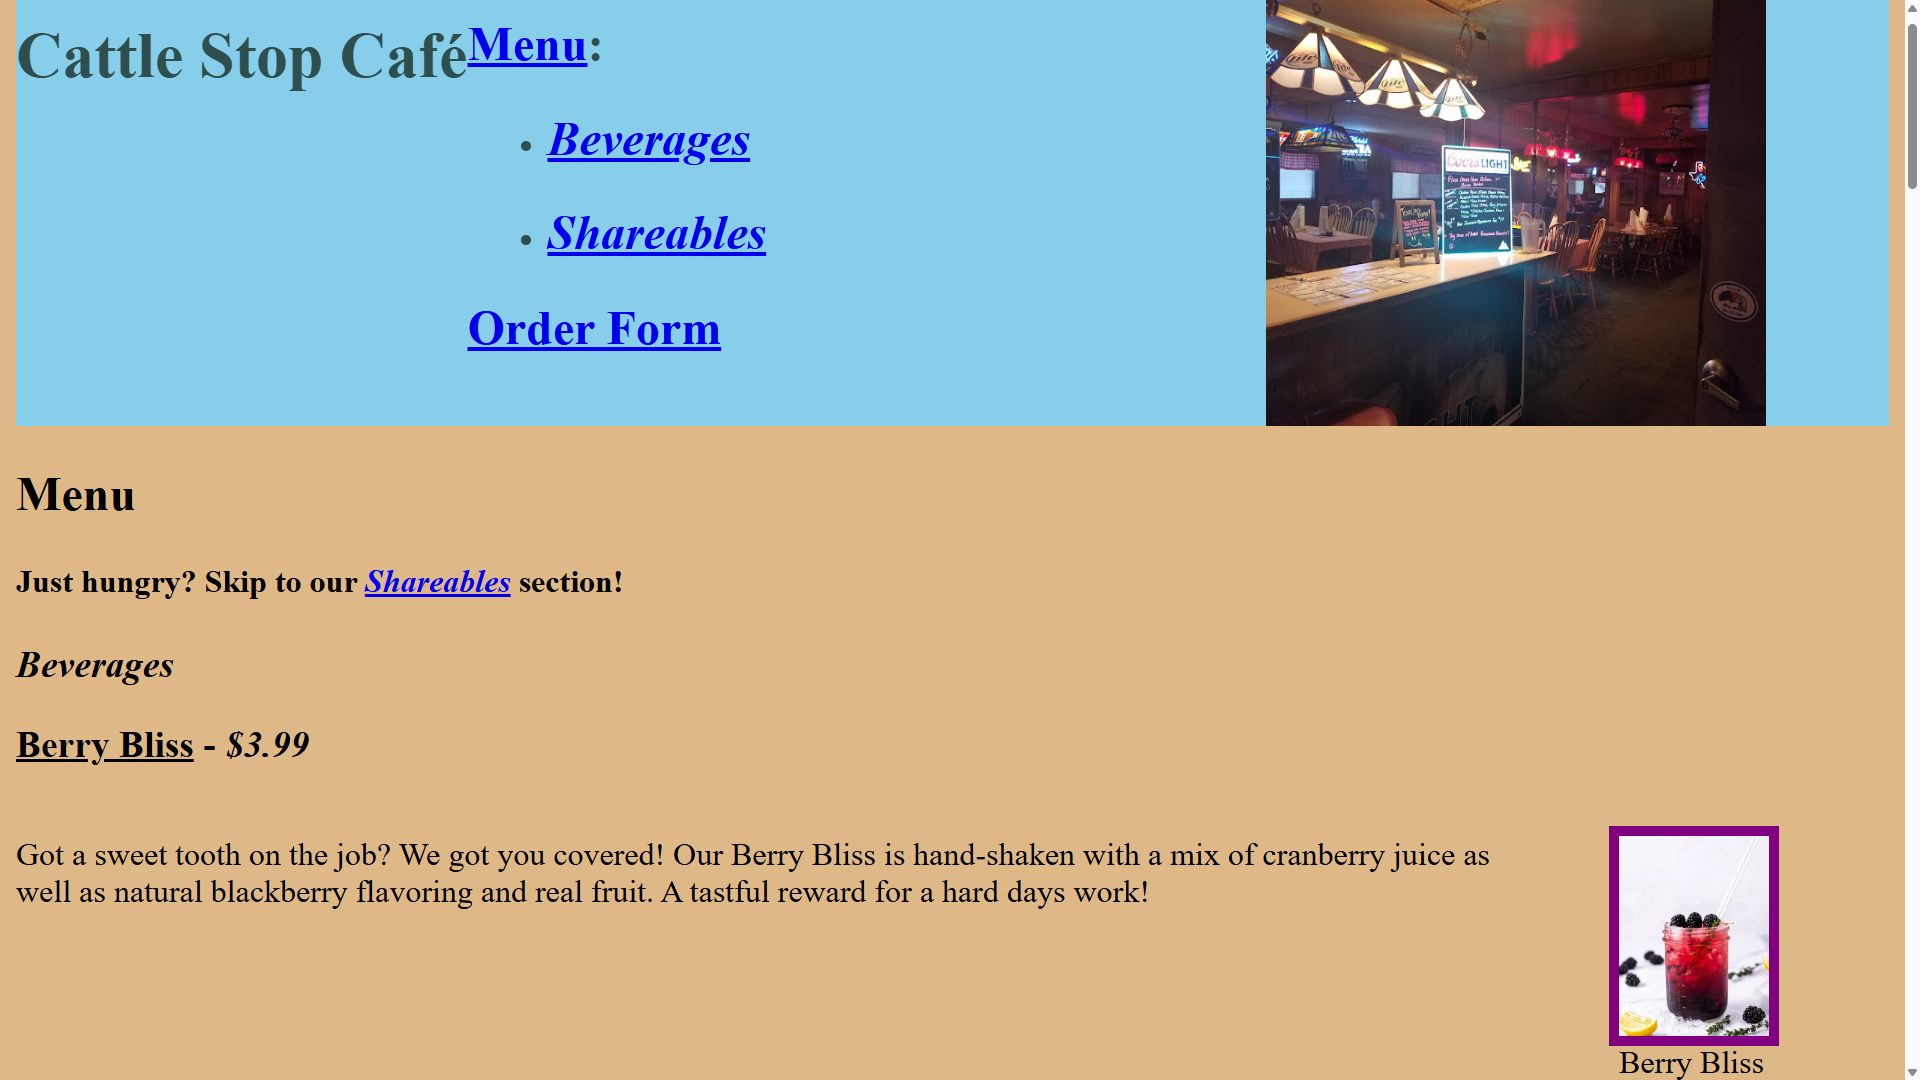 Cattle Stop Café
Menu:
Beverages
Shareables
Order Form
Coors LIGHT
Menu
Just hungry? Skip to our Shareables section!
Beverages
Berry Bliss - $3.99
Got a sweet tooth on the job? We got you covered! Our Berry Bliss is hand-shaken with a mix of cranberry juice as
well as natural blackberry flavoring and real fruit. A tastful reward for a hard days work!
Berry Bliss